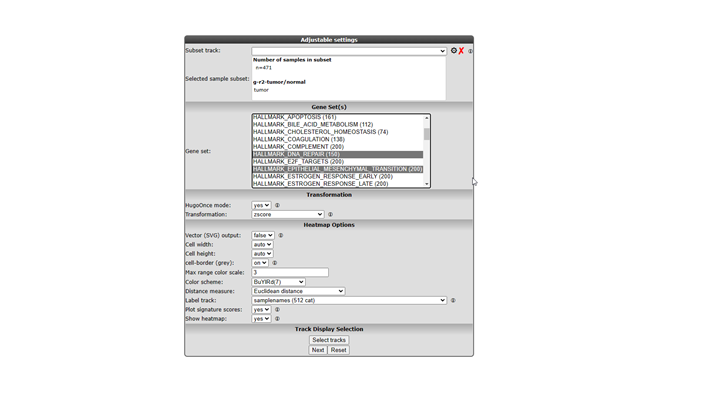 Adjustable settings
Subset track:
Number of samples in subset
n=471
Selected sample subset:
g-r2-tumor/normal
tumor
Gene Set(s)
Gene set:
HALLMARK_APOPTOSIS (161)
HALLMARK_BILE_ACID_METABOLISM (112)
HALLMARK_CHOLESTEROL_HOMEOSTASIS (74)
HALLMARK_COAGULATION (138)
HALLMARK_COMPLEMENT (200)
HALLMARK_DNA_REPAIR (150)
HALLMARK_E2F_TARGETS (200)
HALLMARK_EPITHELIAL_MESENCHYMAL_TRANSITION (200)
HALLMARK_ESTROGEN_RESPONSE_EARLY (200)
HALLMARK_ESTROGEN_RESPONSE_LATE (200)
Transformation
HugoOnce mode: yes
Transformation: zscore
Heatmap Options
Vector (SVG) output: false
Cell width: auto
Cell height: auto
cell-border (grey): on
Max range color scale: 3
Color scheme: BuYlRd(7)
Distance measure: Euclidean distance
Label track: samplenames (512 cat)
Plot signature scores: yes
Show heatmap: yes
Track Display Selection
Select tracks
Next Reset